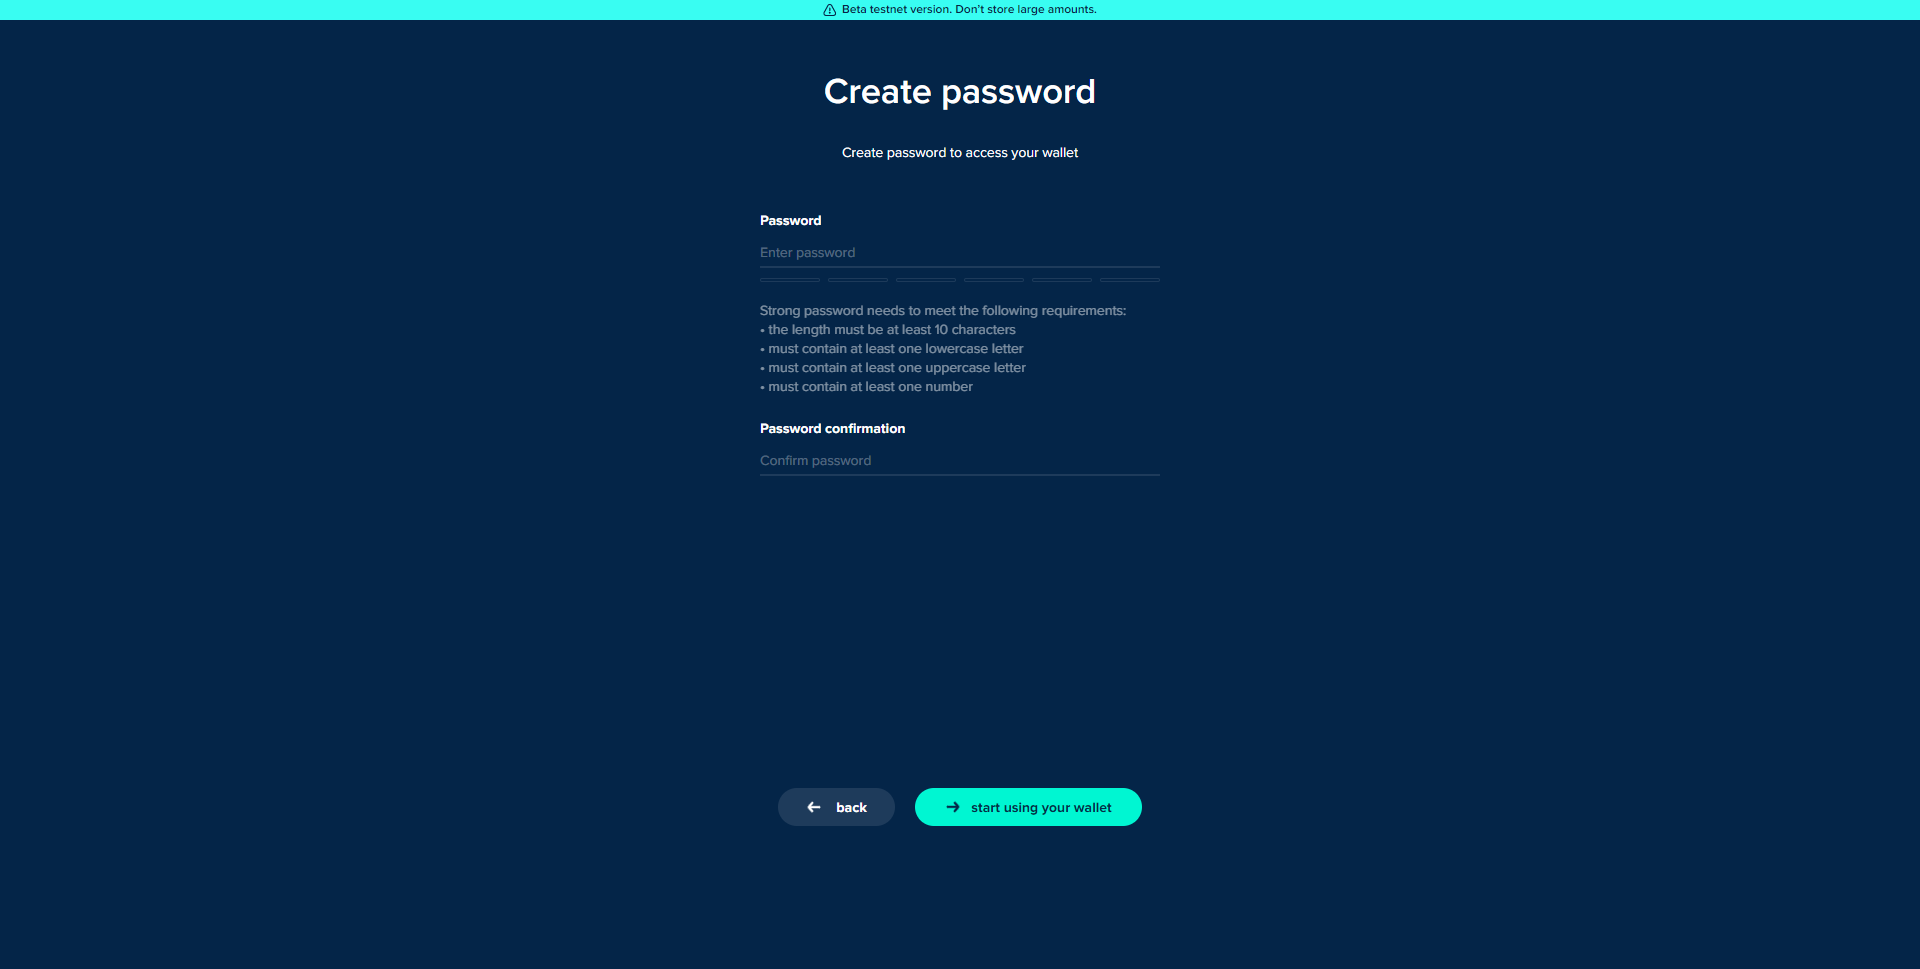 Beta testnet version. Don't store large amounts.
Create password
Create password to access your wallet
Password
Enter password
Strong password needs to meet the following requirements:
• the length must be at least 10 characters
• must contain at least one lowercase letter
• must contain at least one uppercase letter
• must contain at least one number
Password confirmation
Confirm password
back
start using your wallet